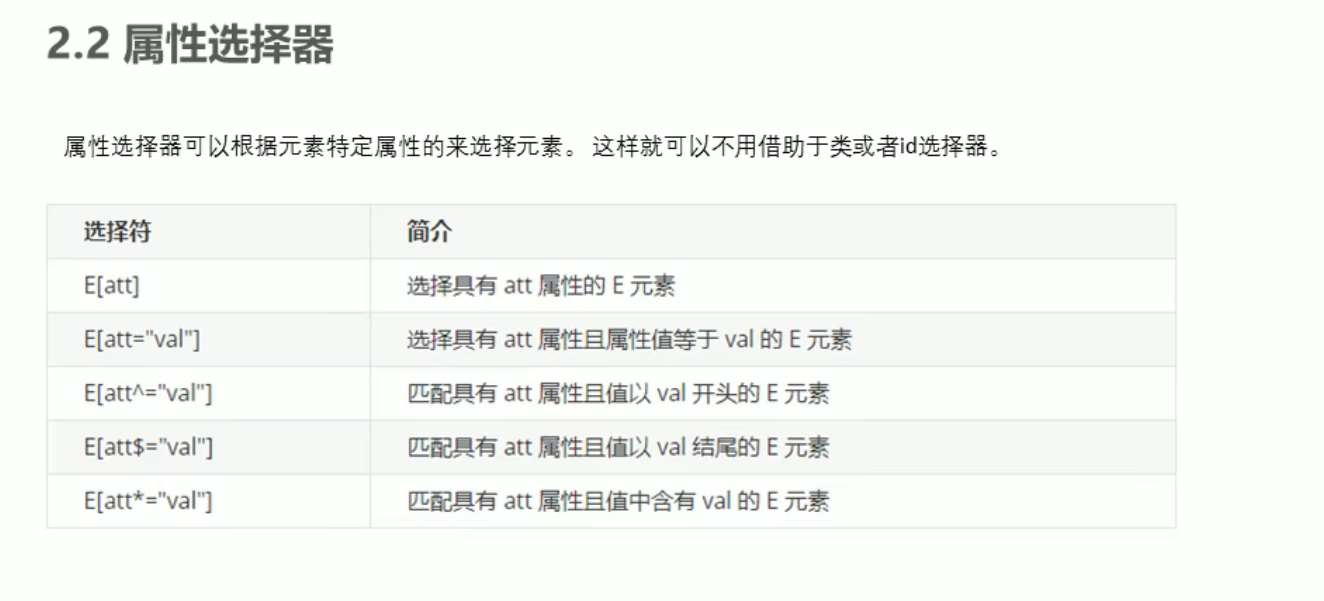 2.2 属性选择器
属性选择器可以根据元素特定属性的来选择元素。 这样就可以不用借助于类或者id选择器。
选择符 简介
E[att] 选择具有 att 属性的 E 元素
E[att="val"] 选择具有 att 属性且属性值等于 val 的 E 元素
E[att^="val"] 匹配具有 att 属性且值以 val 开头的 E 元素
E[att$="val"] 匹配具有 att 属性且值以 val 结尾的 E 元素
E[att*="val"] 匹配具有 att 属性且值中含有 val 的 E 元素